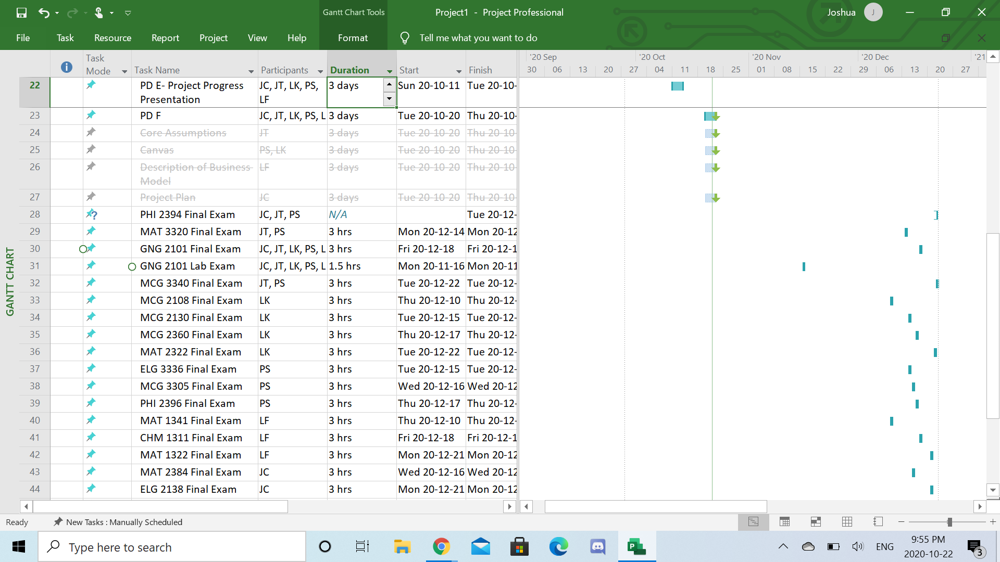 Gantt Chart Tools
Project1 - Project Professional
Joshua J
File Task Resource Report Project View Help Format Tell me what you want to do
Task Mode Task Name Participants Duration Start Finish
'20 Sep '20 Oct '20 Nov '20 Dec '21
30 06 13 20 27 04 11 18 25 01 08 15 22 29 06 13 20 27
22 PD E- Project Progress Presentation JC, JT, LK, PS, LF 3 days Sun 20-10-11 Tue 20-10-
23 PD F JC, JT, LK, PS, L 3 days Tue 20-10-20 Thu 20-10-
24 Core Assumptions JT 3 days Tue 20-10-20 Thu 20-10-
25 Canvas PS, LK 3 days Tue 20-10-20 Thu 20-10-
26 Description of Business Model LF 3 days Tue 20-10-20 Thu 20-10-
27 Project Plan JC 3 days Tue 20-10-20 Thu 20-10-
28 ? PHI 2394 Final Exam JC, JT, PS N/A Tue 20-12-
29 MAT 3320 Final Exam JT, PS 3 hrs Mon 20-12-14 Mon 20-12
30 GNG 2101 Final Exam JC, JT, LK, PS, L 3 hrs Fri 20-12-18 Fri 20-12-1
31 GNG 2101 Lab Exam JC, JT, LK, PS, L 1.5 hrs Mon 20-11-16 Mon 20-11
32 MCG 3340 Final Exam JT, PS 3 hrs Tue 20-12-22 Tue 20-12-
33 MCG 2108 Final Exam LK 3 hrs Thu 20-12-10 Thu 20-12-
34 MCG 2130 Final Exam LK 3 hrs Tue 20-12-15 Tue 20-12-
35 MCG 2360 Final Exam LK 3 hrs Thu 20-12-17 Thu 20-12-
36 MAT 2322 Final Exam LK 3 hrs Tue 20-12-22 Tue 20-12-
37 ELG 3336 Final Exam PS 3 hrs Tue 20-12-15 Tue 20-12-
38 MCG 3305 Final Exam PS 3 hrs Wed 20-12-16 Wed 20-12
39 PHI 2396 Final Exam PS 3 hrs Thu 20-12-17 Thu 20-12-
40 MAT 1341 Final Exam LF 3 hrs Thu 20-12-10 Thu 20-12-
41 CHM 1311 Final Exam LF 3 hrs Fri 20-12-18 Fri 20-12-1
42 MAT 1322 Final Exam LF 3 hrs Mon 20-12-21 Mon 20-12
43 MAT 2384 Final Exam JC 3 hrs Wed 20-12-16 Wed 20-12
44 ELG 2138 Final Exam JC 3 hrs Mon 20-12-21 Mon 20-12
GANTT CHART
Ready New Tasks : Manually Scheduled
Type here to search
ENG
9:55 PM
2020-10-22
3